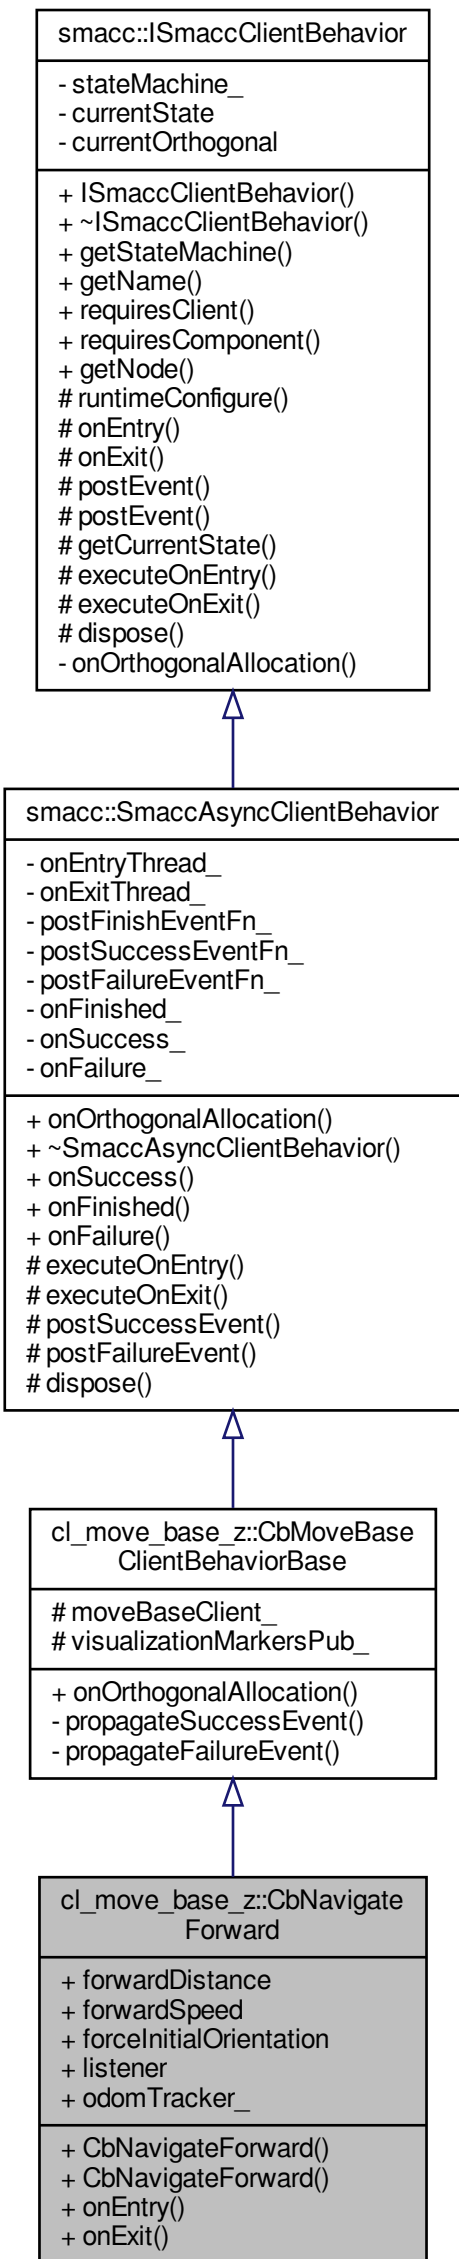 smacc::ISmaccClientBehavior
- stateMachine_
- currentState
- currentOrthogonal
+ ISmaccClientBehavior()
+ ~ISmaccClientBehavior()
+ getStateMachine()
+ getName()
+ requiresClient()
+ requiresComponent()
+ getNode()
# runtimeConfigure()
# onEntry()
# onExit()
# postEvent()
# postEvent()
# getCurrentState()
# executeOnEntry()
# executeOnExit()
# dispose()
- onOrthogonalAllocation()
smacc::SmaccAsyncClientBehavior
- onEntryThread_
- onExitThread_
- postFinishEventFn_
- postSuccessEventFn_
- postFailureEventFn_
- onFinished_
- onSuccess_
- onFailure_
+ onOrthogonalAllocation()
+ ~SmaccAsyncClientBehavior()
+ onSuccess()
+ onFinished()
+ onFailure()
# executeOnEntry()
# executeOnExit()
# postSuccessEvent()
# postFailureEvent()
# dispose()
cl_move_base_z::CbMoveBase
ClientBehaviorBase
# moveBaseClient_
# visualizationMarkersPub_
+ onOrthogonalAllocation()
- propagateSuccessEvent()
- propagateFailureEvent()
cl_move_base_z::CbNavigate
Forward
+ forwardDistance
+ forwardSpeed
+ forceInitialOrientation
+ listener
+ odomTracker_
+ CbNavigateForward()
+ CbNavigateForward()
+ onEntry()
+ onExit()